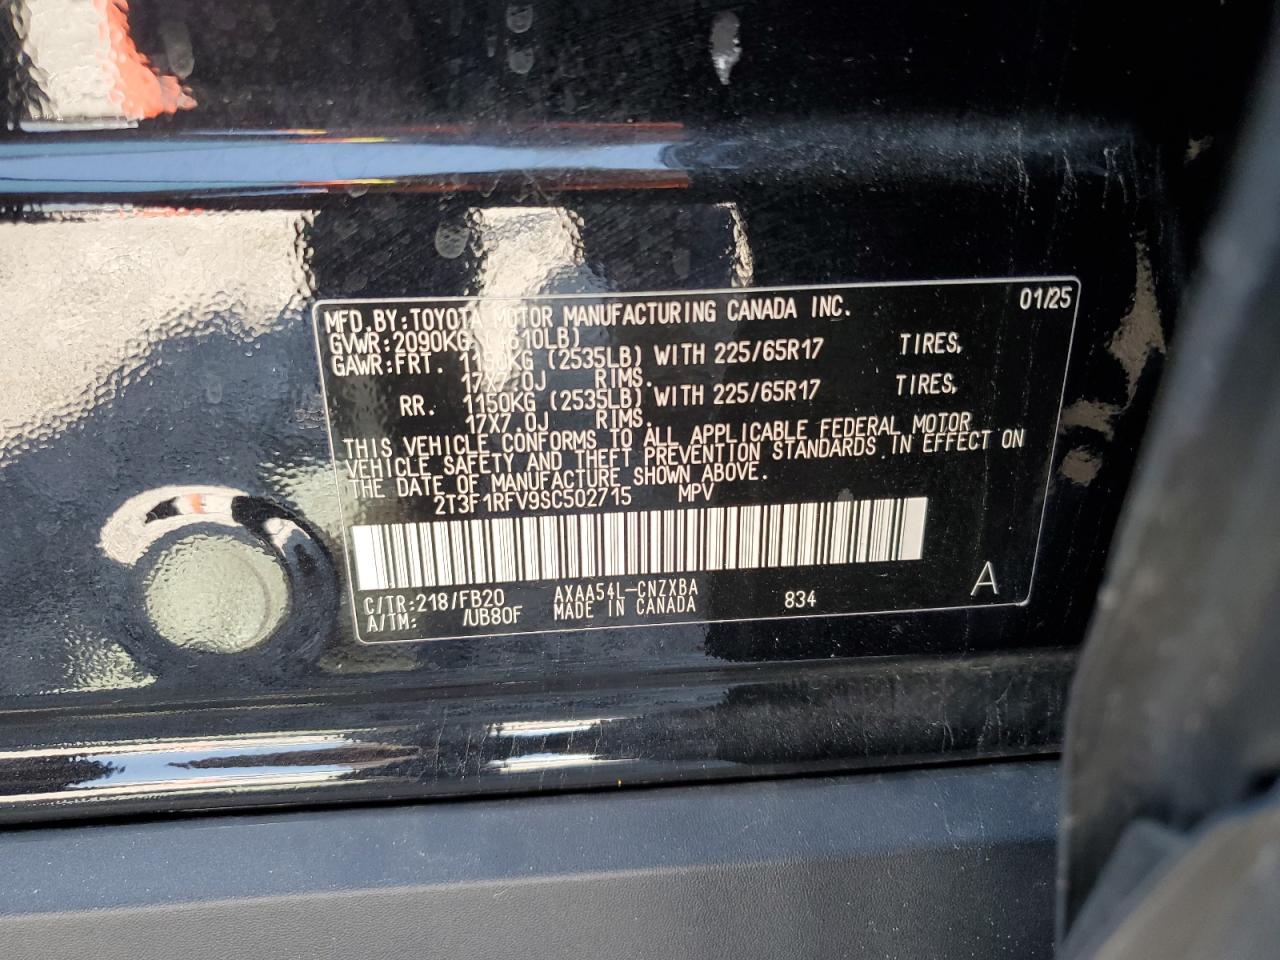 MFD.BY:TOYOTA MOTOR MANUFACTURING CANADA INC. 01/25
GVWR:2090KG (4610LB)
GAWR:FRT. 1150KG (2535LB) WITH 225/65R17 TIRES,
17X7.0J RIMS.
RR. 1150KG (2535LB) WITH 225/65R17 TIRES,
17X7.0J RIMS.
THIS VEHICLE CONFORMS TO ALL APPLICABLE FEDERAL MOTOR
VEHICLE SAFETY AND THEFT PREVENTION STANDARDS IN EFFECT ON
THE DATE OF MANUFACTURE SHOWN ABOVE.
2T3F1RFV9SC502715 MPV
C/TR:218/FB20 AXAA54L-CNZXBA 834 A
A/TM: /UB80F MADE IN CANADA